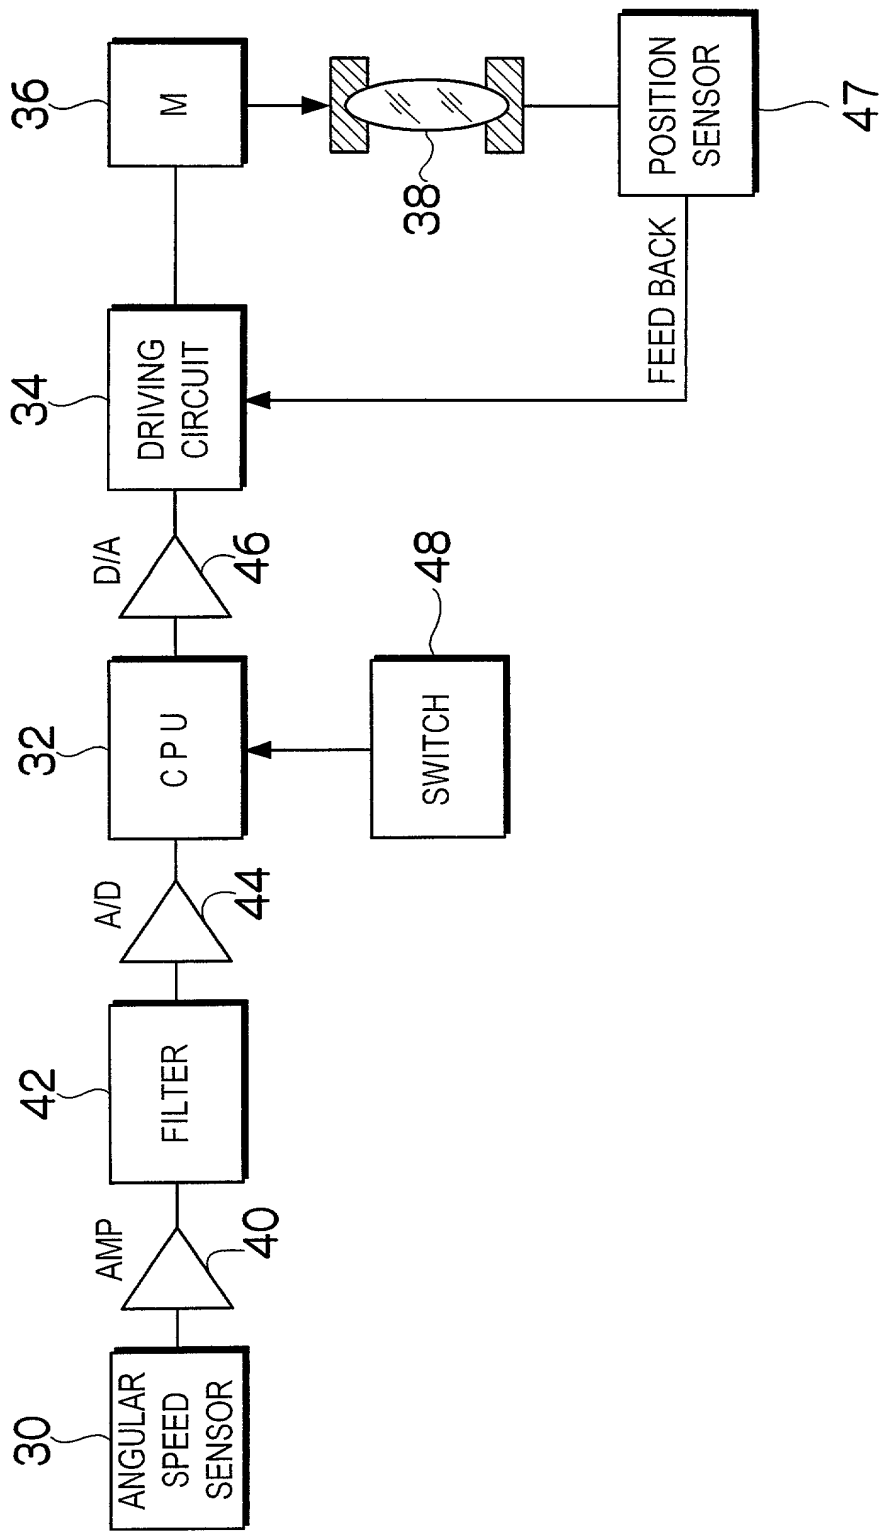 30
ANGULAR
SPEED
SENSOR
AMP
40
42
FILTER
A/D
44
32
CPU
SWITCH
48
D/A
46
34
DRIVING
CIRCUIT
36
M
38
FEED BACK
POSITION
SENSOR
47